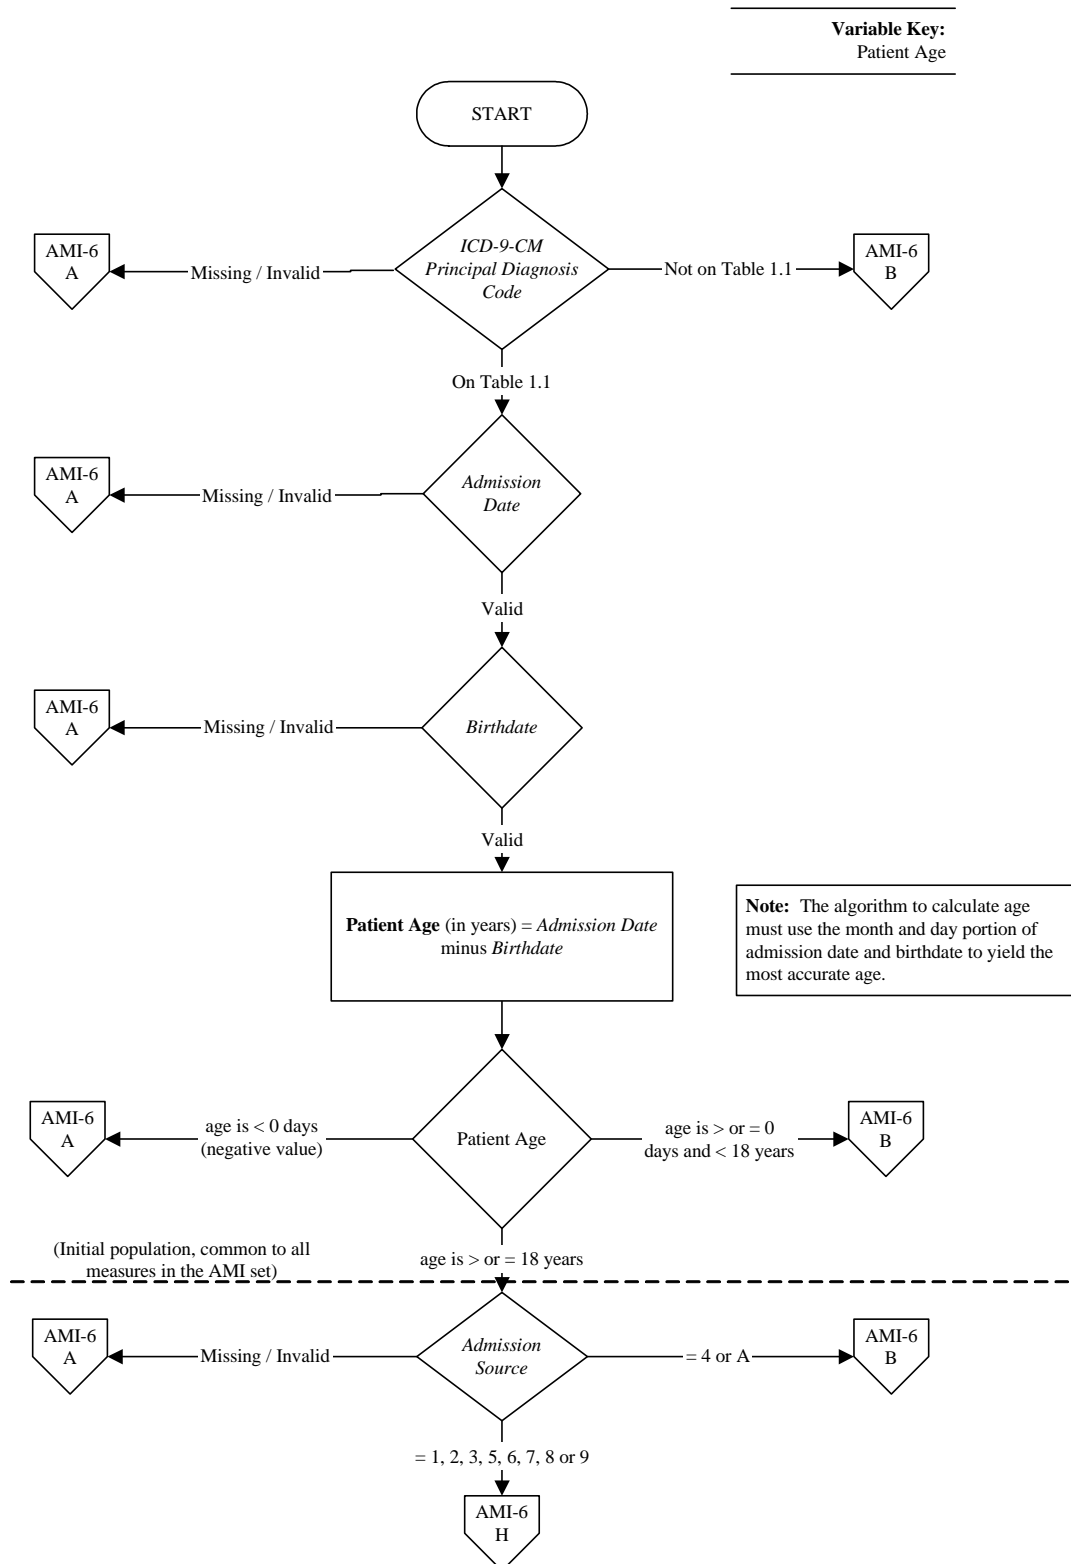 Variable Key:
Patient Age
START
ICD-9-CM
Principal Diagnosis
Code
AMI-6
A
Missing / Invalid
Not on Table 1.1
AMI-6
B
On Table 1.1
Admission
Date
AMI-6
A
Missing / Invalid
Valid
Birthdate
AMI-6
A
Missing / Invalid
Valid
Patient Age (in years) = Admission Date
minus Birthdate
Note: The algorithm to calculate age
must use the month and day portion of
admission date and birthdate to yield the
most accurate age.
Patient Age
AMI-6
A
age is < 0 days
(negative value)
age is > or = 0
days and < 18 years
AMI-6
B
(Initial population, common to all
measures in the AMI set)
age is > or = 18 years
Admission
Source
AMI-6
A
Missing / Invalid
= 4 or A
AMI-6
B
= 1, 2, 3, 5, 6, 7, 8 or 9
AMI-6
H